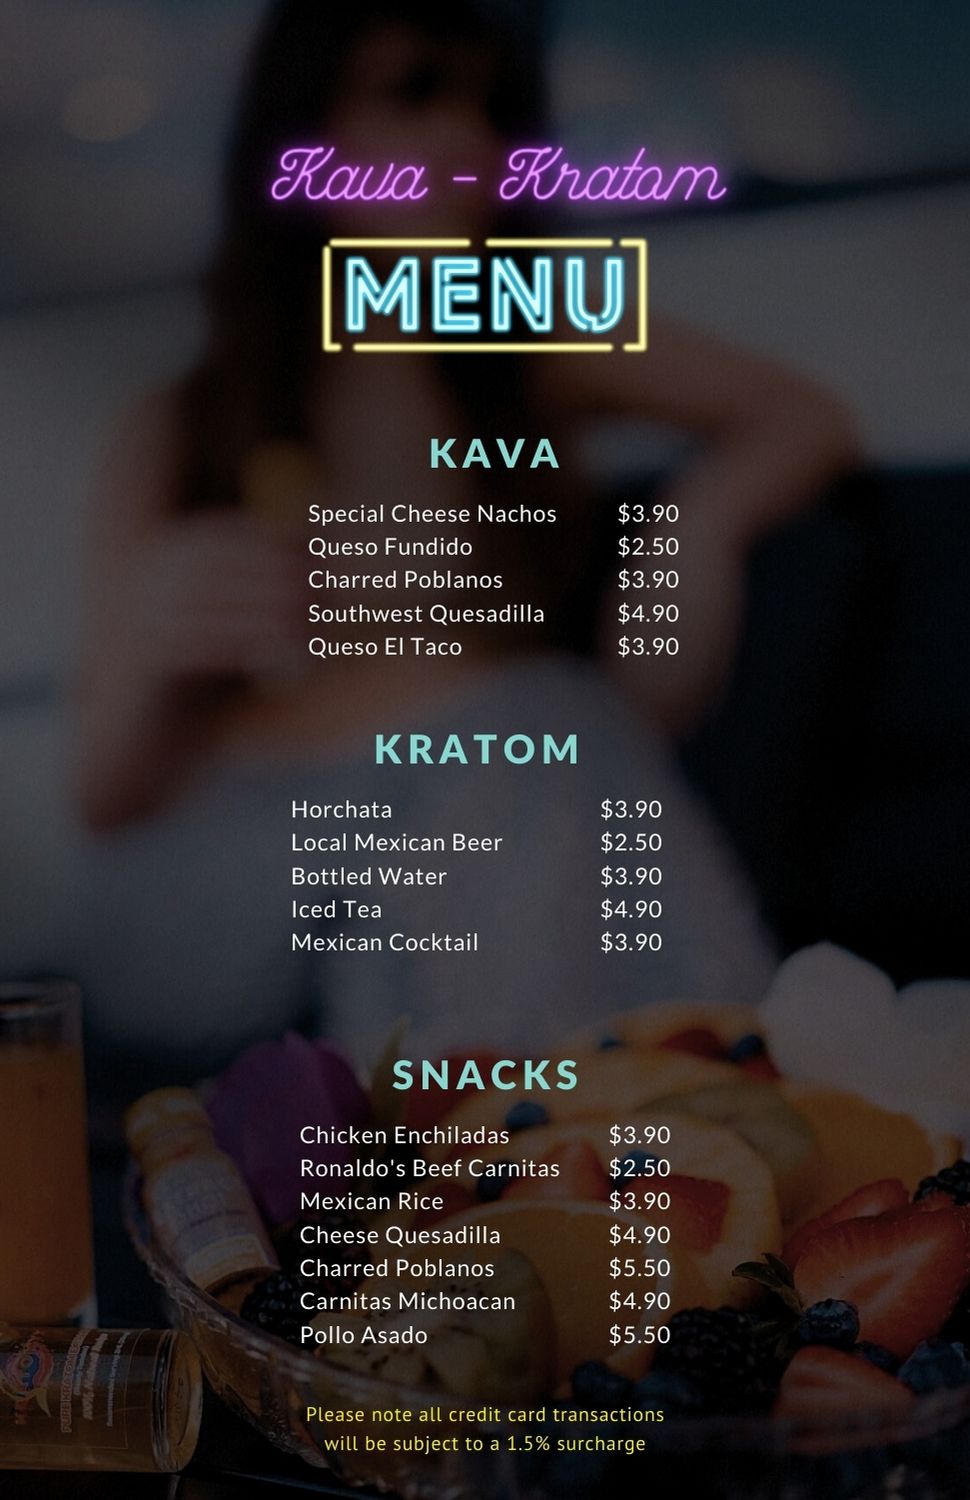 Kava - Kratom
MENU
KAVA
Special Cheese Nachos $3.90
Queso Fundido $2.50
Charred Poblanos $3.90
Southwest Quesadilla $4.90
Queso El Taco $3.90
KRATOM
Horchata $3.90
Local Mexican Beer $2.50
Bottled Water $3.90
Iced Tea $4.90
Mexican Cocktail $3.90
SNACKS
Chicken Enchiladas $3.90
Ronaldo's Beef Carnitas $2.50
Mexican Rice $3.90
Cheese Quesadilla $4.90
Charred Poblanos $5.50
Carnitas Michoacan $4.90
Pollo Asado $5.50
Please note all credit card transactions
will be subject to a 1.5% surcharge